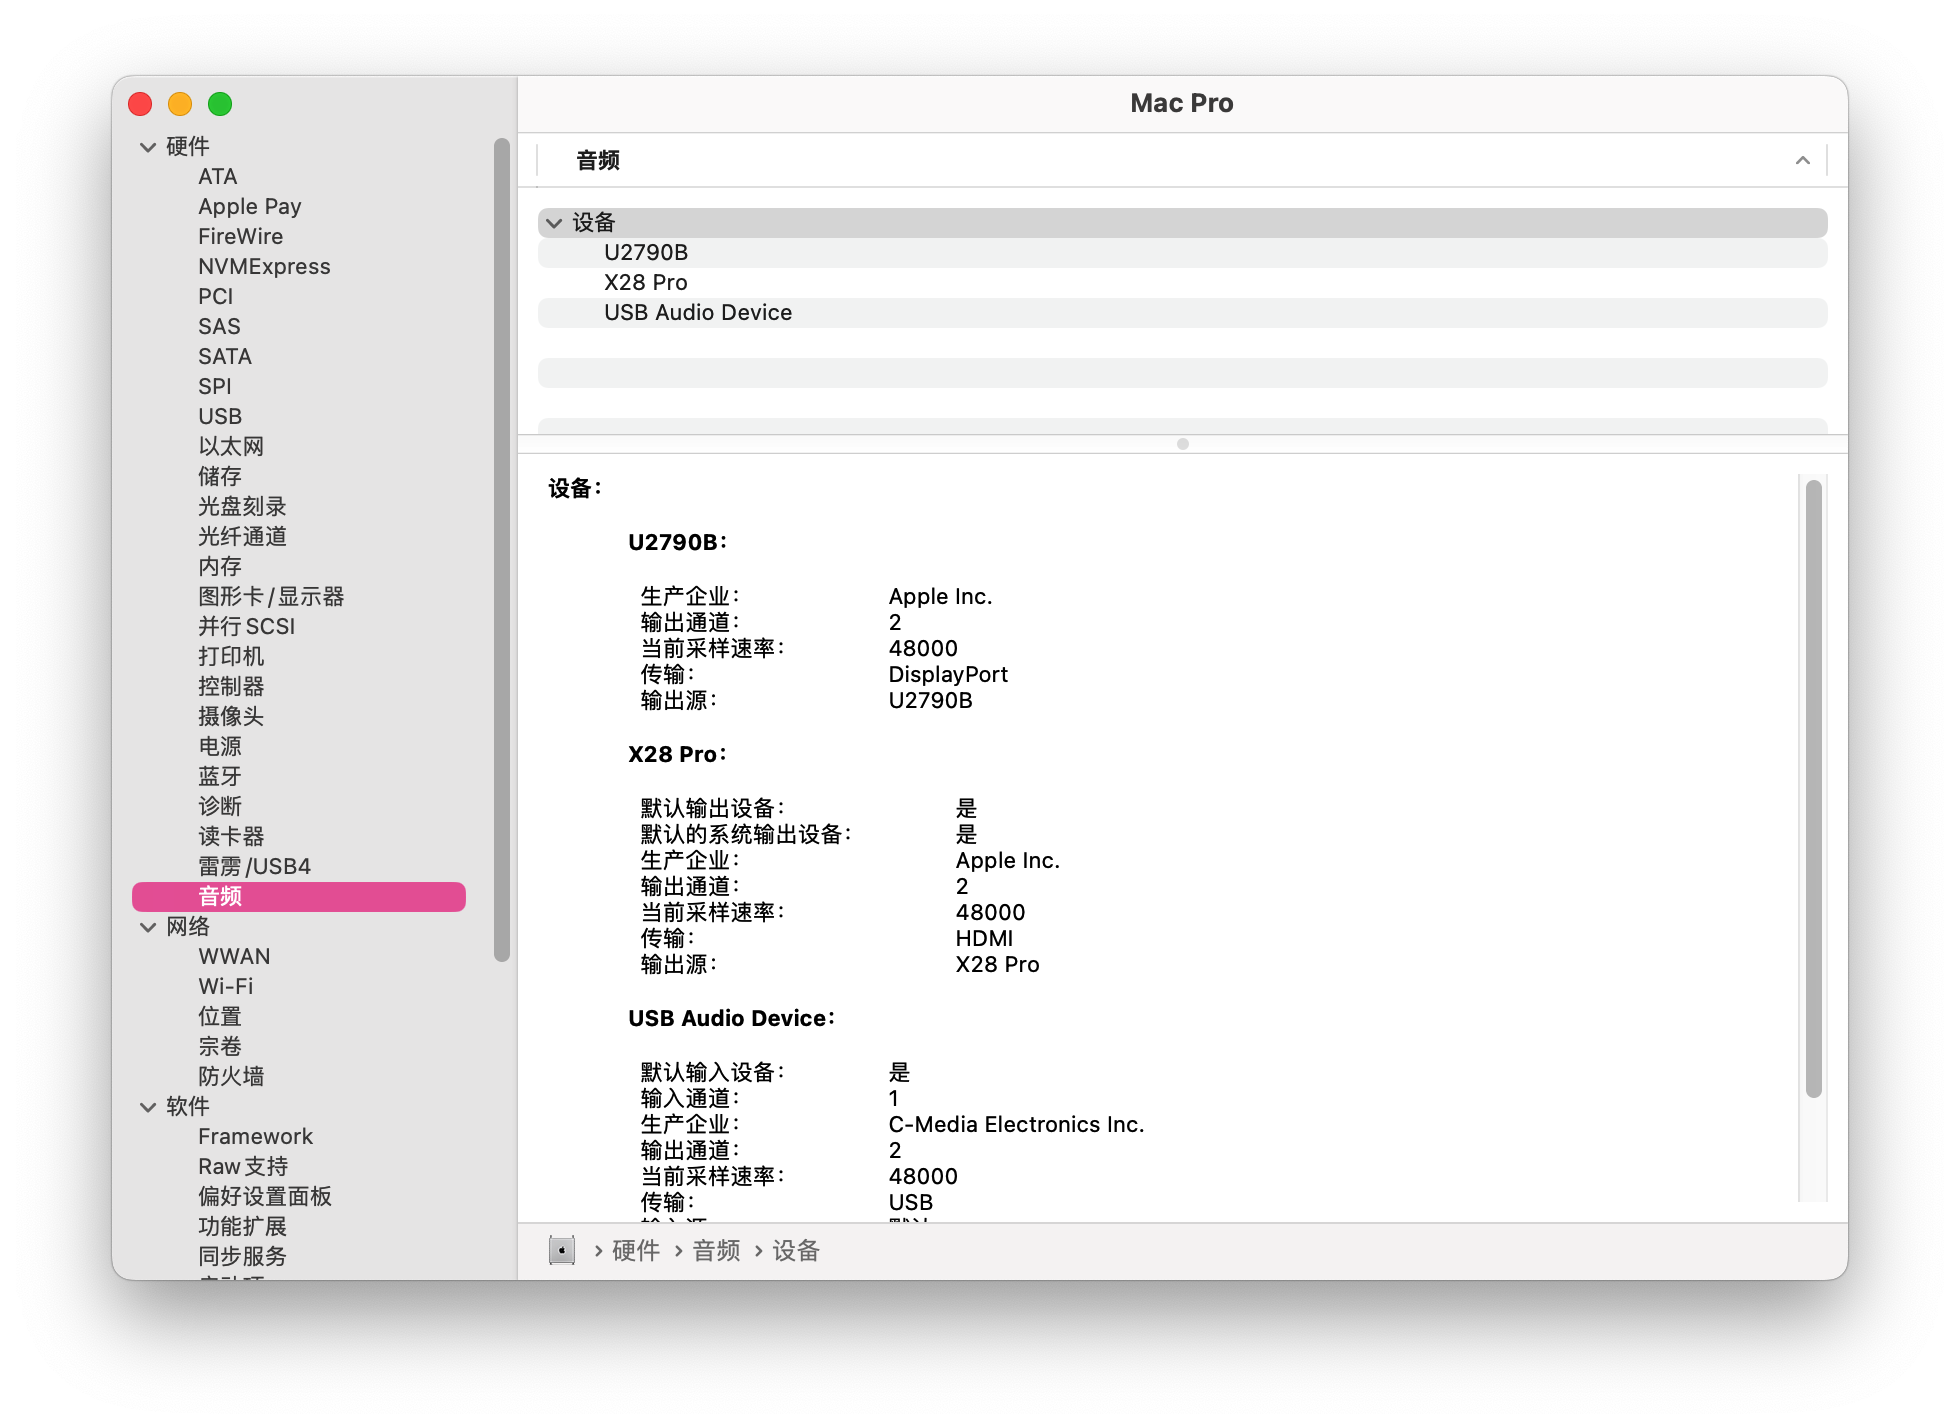 硬件
ATA
Apple Pay
FireWire
NVMExpress
PCI
SAS
SATA
SPI
USB
以太网
储存
光盘刻录
光纤通道
内存
图形卡/显示器
并行SCSI
打印机
控制器
摄像头
电源
蓝牙
诊断
读卡器
雷雳/USB4
音频
网络
WWAN
Wi-Fi
位置
宗卷
防火墙
软件
Framework
Raw支持
偏好设置面板
功能扩展
同步服务
Mac Pro
音频
设备
U2790B
X28 Pro
USB Audio Device
设备：
U2790B：
生产企业： Apple Inc.
输出通道： 2
当前采样速率： 48000
传输： DisplayPort
输出源： U2790B
X28 Pro：
默认输出设备： 是
默认的系统输出设备： 是
生产企业： Apple Inc.
输出通道： 2
当前采样速率： 48000
传输： HDMI
输出源： X28 Pro
USB Audio Device：
默认输入设备： 是
输入通道： 1
生产企业： C-Media Electronics Inc.
输出通道： 2
当前采样速率： 48000
传输： USB
› 硬件 › 音频 › 设备